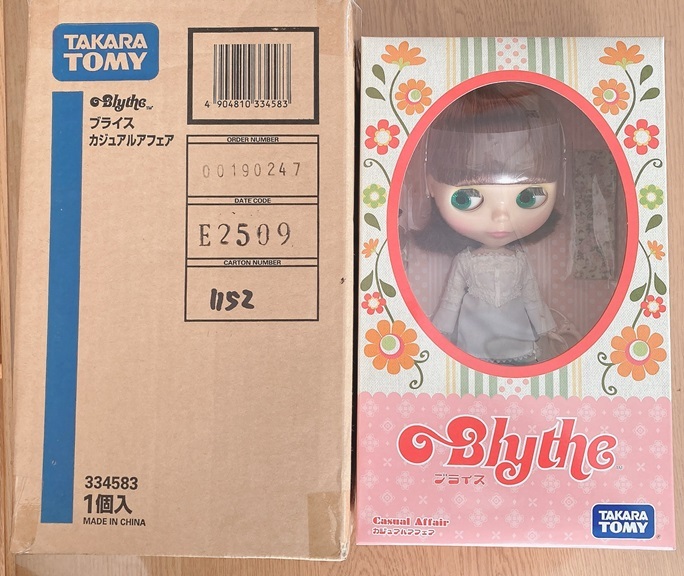 TAKARA
TOMY
Blythe™
ブライス
カジュアルアフェア
4 904810 334583
ORDER NUMBER
00190247
DATE CODE
E2509
CARTON NUMBER
1152
334583
1個入
MADE IN CHINA
Blythe™
ブライス
Casual Affair
カジュアルアフェア
TAKARA
TOMY